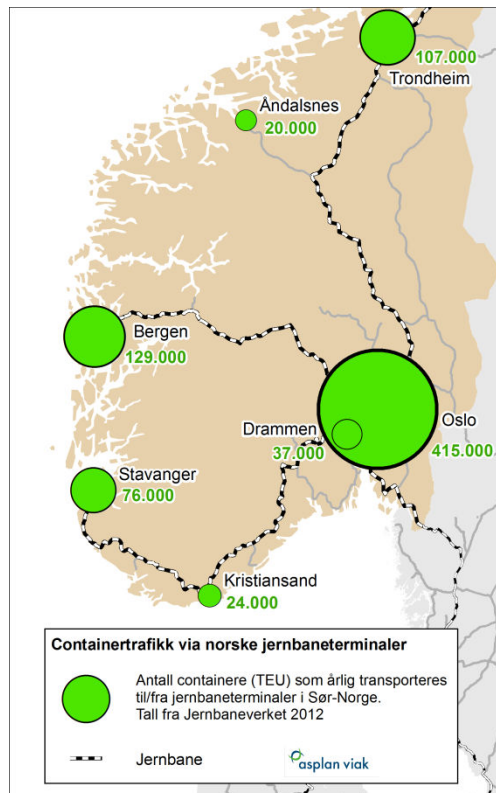 107.000
Trondheim
Åndalsnes
20.000
Bergen
129.000
Drammen
37.000
Oslo
415.000
Stavanger
76.000
Kristiansand
24.000
Containertrafikk via norske jernbaneterminaler
Antall containere (TEU) som årlig transporteres
til/fra jernbaneterminaler i Sør-Norge.
Tall fra Jernbaneverket 2012
Jernbane
asplan viak